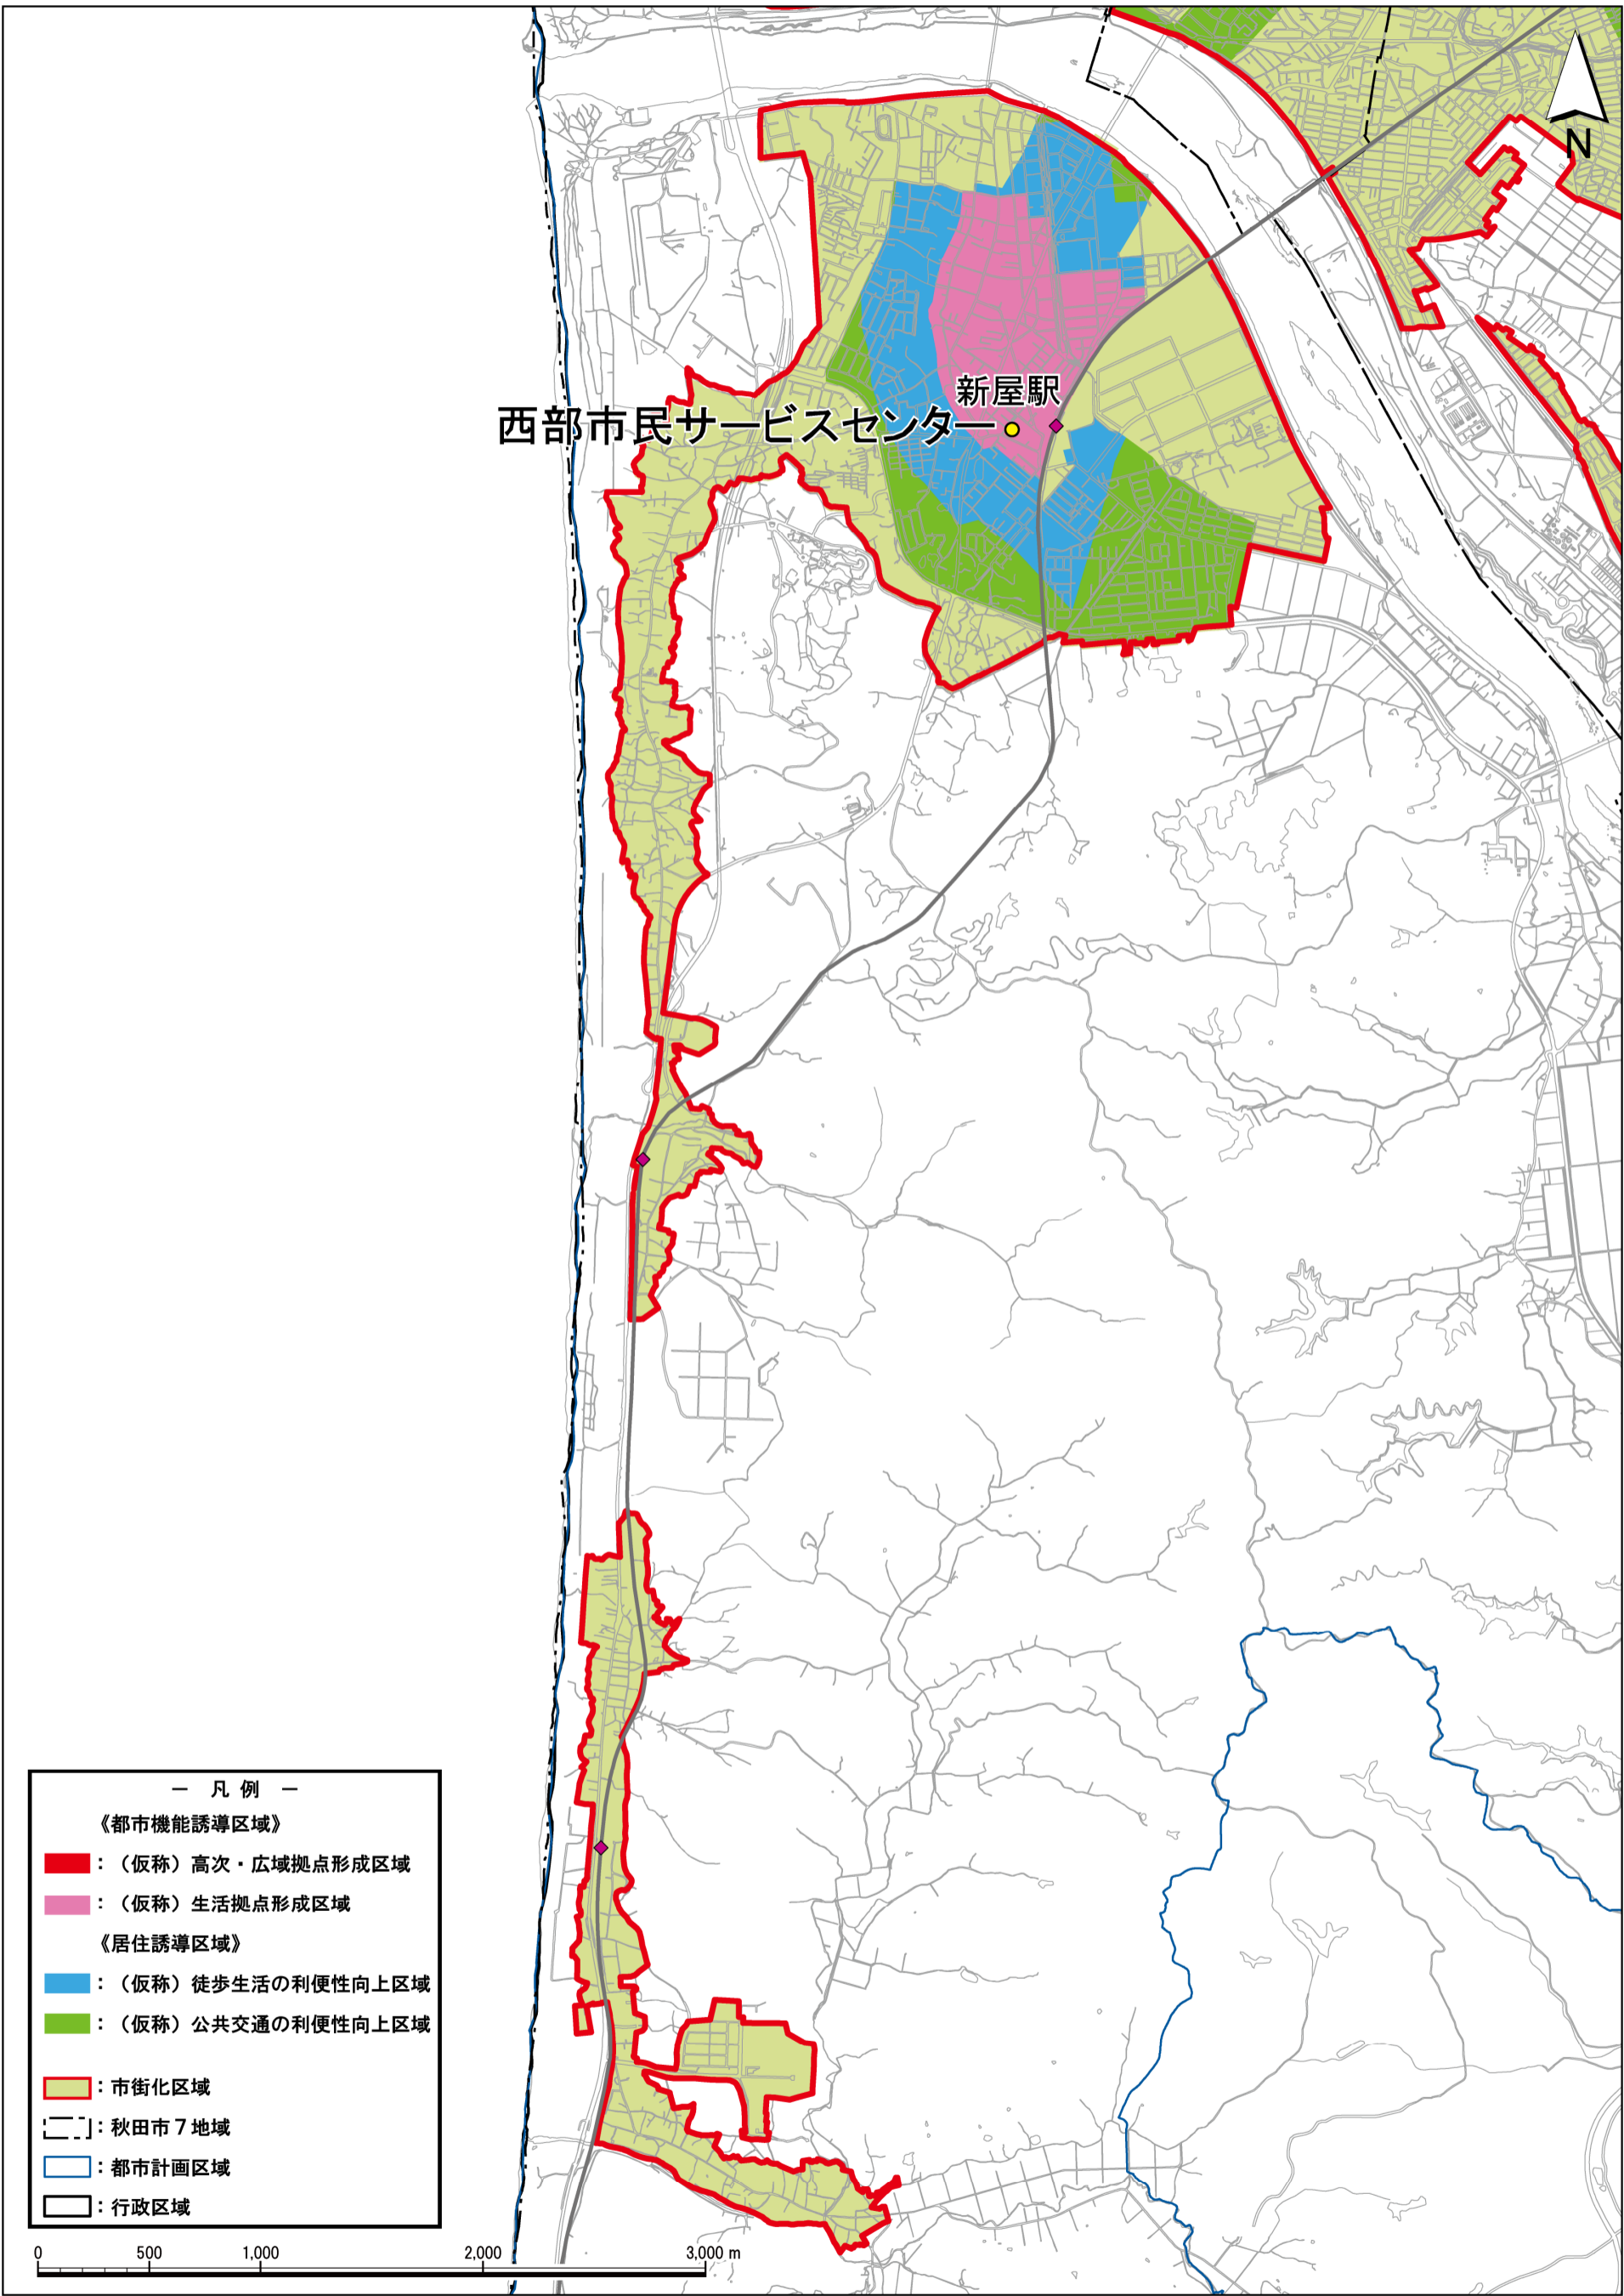 N
新屋駅
西部市民サービスセンター
― 凡 例 ―
《都市機能誘導区域》
:（仮称）高次・広域拠点形成区域
:（仮称）生活拠点形成区域
《居住誘導区域》
:（仮称）徒歩生活の利便性向上区域
:（仮称）公共交通の利便性向上区域
:市街化区域
:秋田市７地域
:都市計画区域
:行政区域
0 500 1,000 2,000 3,000 m